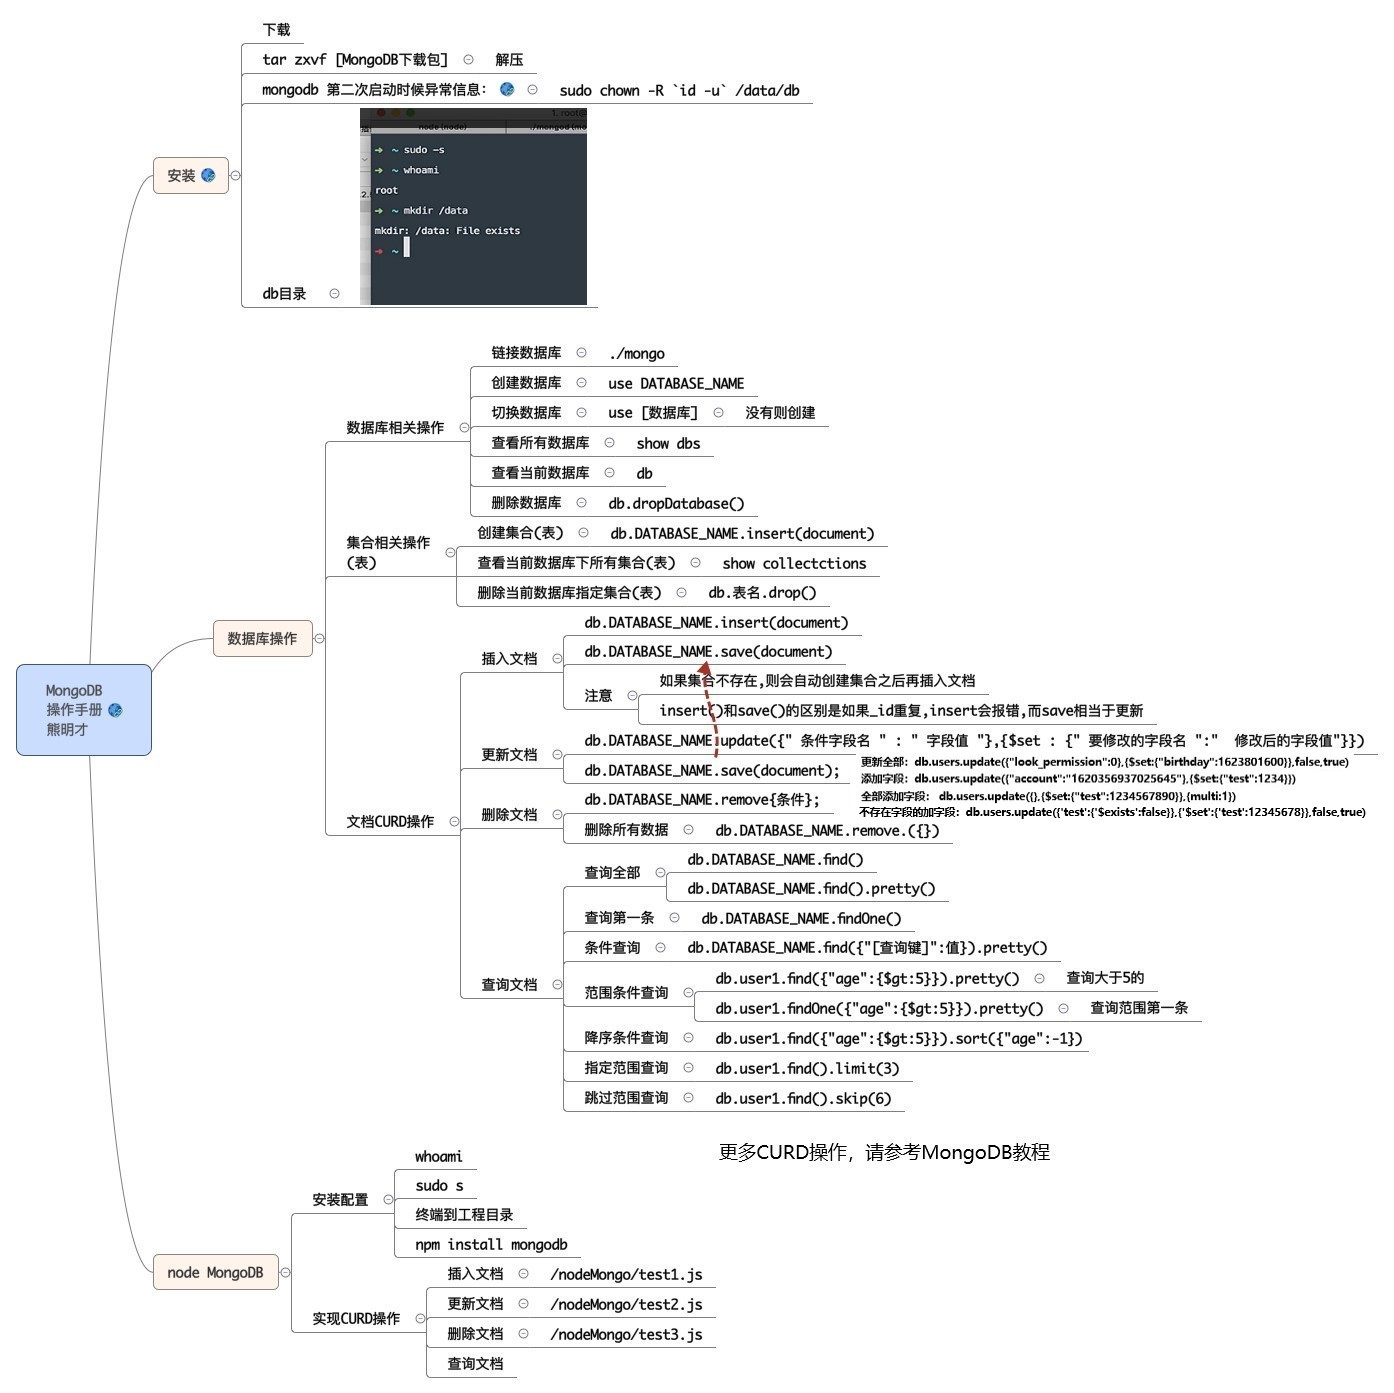 下载
tar zxvf [MongoDB下载包] 解压
mongodb 第二次启动时候异常信息: sudo chown -R `id -u` /data/db
1. root@
node (node) ./mongod (mo
→ ~ sudo -s
→ ~ whoami
root
→ ~ mkdir /data
mkdir: /data: File exists
→ ~
安装
db目录
链接数据库 ./mongo
创建数据库 use DATABASE_NAME
切换数据库 use [数据库] 没有则创建
数据库相关操作
查看所有数据库 show dbs
查看当前数据库 db
删除数据库 db.dropDatabase()
创建集合(表) db.DATABASE_NAME.insert(document)
集合相关操作
(表)
查看当前数据库下所有集合(表) show collectctions
删除当前数据库指定集合(表) db.表名.drop()
数据库操作
db.DATABASE_NAME.insert(document)
插入文档
db.DATABASE_NAME.save(document)
注意
如果集合不存在,则会自动创建集合之后再插入文档
insert()和save()的区别是如果_id重复,insert会报错,而save相当于更新
MongoDB
操作手册
熊明才
更新文档
db.DATABASE_NAME.update({" 条件字段名 " : " 字段值 "},{$set : {" 要修改的字段名 ":" 修改后的字段值"}})
db.DATABASE_NAME.save(document);
更新全部：db.users.update({"look_permission":0},{$set:{"birthday":1623801600}},false,true)
添加字段：db.users.update({"account":"1620356937025645"},{$set:{"test":1234}})
全部添加字段： db.users.update({},{$set:{"test":1234567890}},{multi:1})
不存在字段的加字段：db.users.update({'test':{'$exists':false}},{'$set':{'test':12345678}},false,true)
文档CURD操作
删除文档
db.DATABASE_NAME.remove{条件};
删除所有数据 db.DATABASE_NAME.remove.({})
查询全部
db.DATABASE_NAME.find()
db.DATABASE_NAME.find().pretty()
查询第一条 db.DATABASE_NAME.findOne()
条件查询 db.DATABASE_NAME.find({"[查询键]":值}).pretty()
查询文档
范围条件查询
db.user1.find({"age":{$gt:5}}).pretty() 查询大于5的
db.user1.findOne({"age":{$gt:5}}).pretty() 查询范围第一条
降序条件查询 db.user1.find({"age":{$gt:5}}).sort({"age":-1})
指定范围查询 db.user1.find().limit(3)
跳过范围查询 db.user1.find().skip(6)
更多CURD操作，请参考MongoDB教程
whoami
sudo s
安装配置
终端到工程目录
npm install mongodb
node MongoDB
插入文档 /nodeMongo/test1.js
更新文档 /nodeMongo/test2.js
实现CURD操作
删除文档 /nodeMongo/test3.js
查询文档